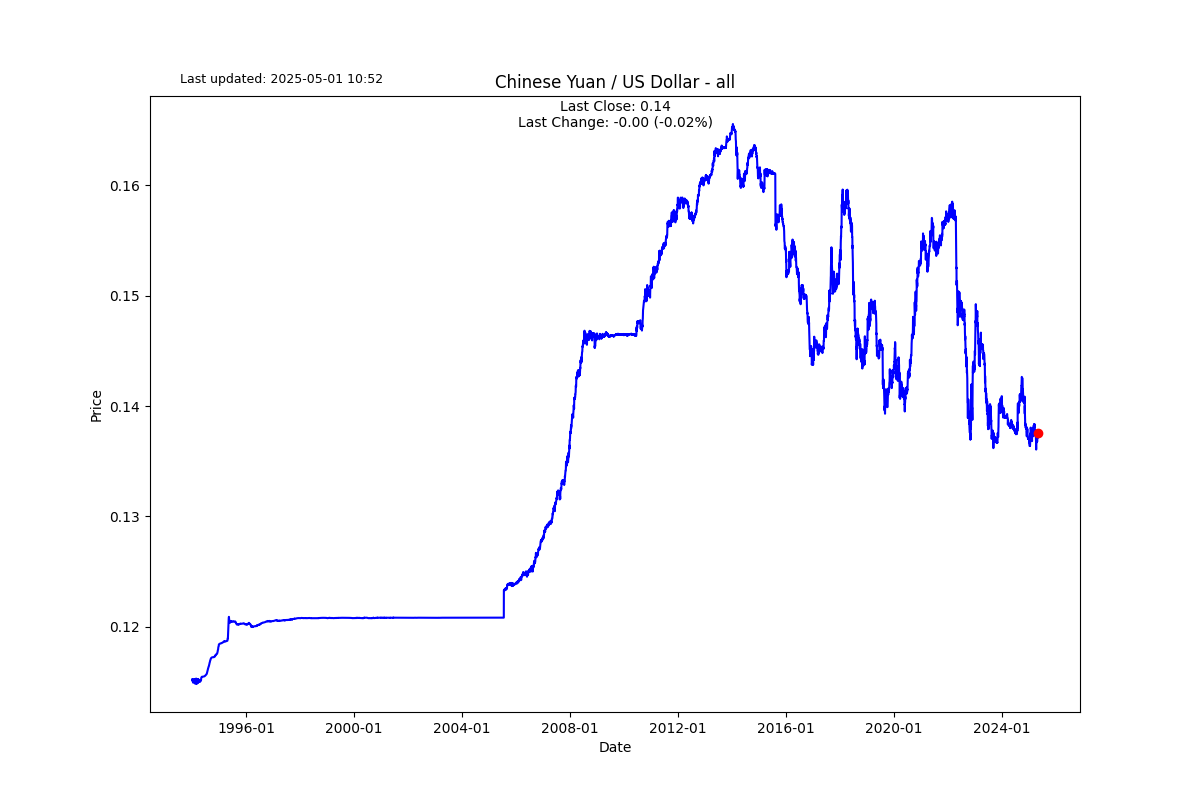 Last updated: 2025-05-01 10:52
Chinese Yuan / US Dollar - all
Last Close: 0.14
Last Change: -0.00 (-0.02%)
Price
0.16
0.15
0.14
0.13
0.12
1996-01 2000-01 2004-01 2008-01 2012-01 2016-01 2020-01 2024-01
Date